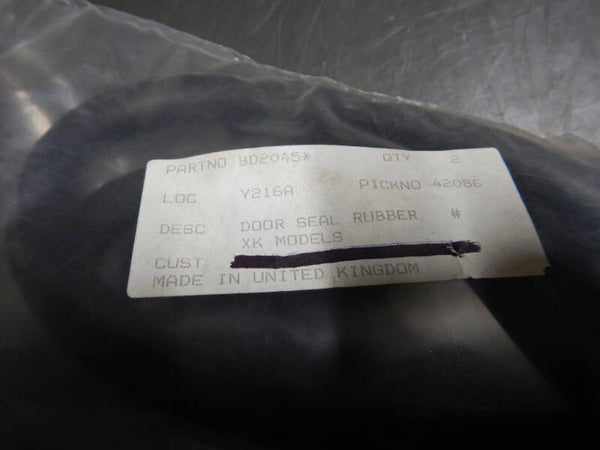 PARTNO BD2045* QTY 2
LOC Y216A PICKNO 42086
DESC DOOR SEAL RUBBER #
XK MODELS
CUST
MADE IN UNITED KINGDOM